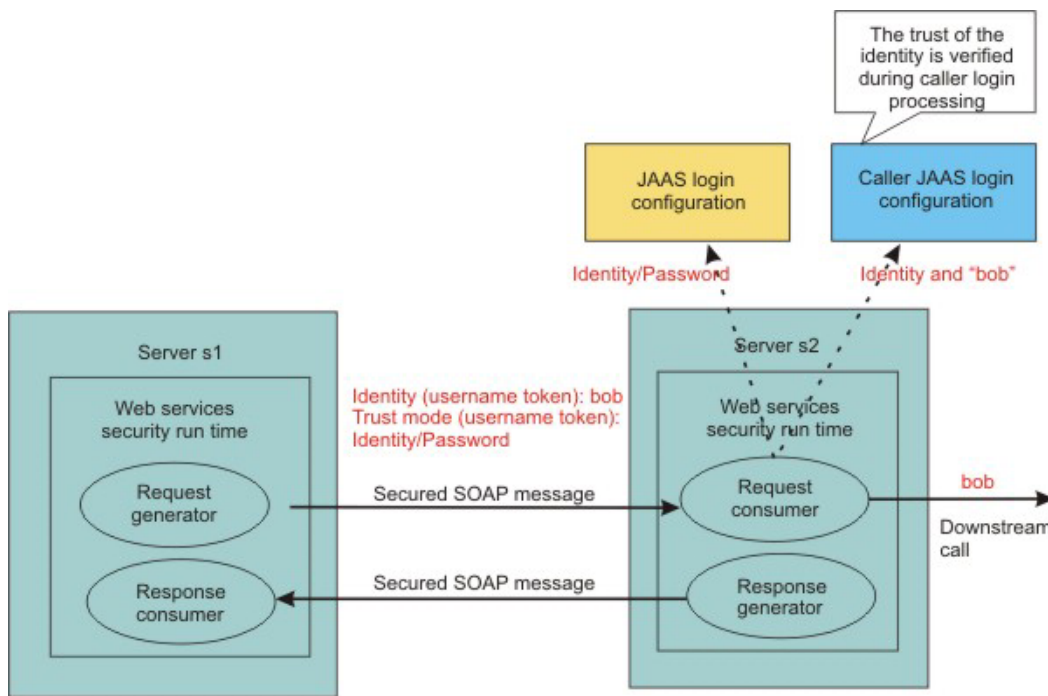 The trust of the
identity is verified
during caller login
processing
JAAS login
configuration
Caller JAAS login
configuration
Identity/Password
Identity and “bob”
Server s1
Server s2
Web services
security run time
Identity (username token): bob
Trust mode (username token):
Identity/Password
Web services
security run time
Request
generator
Secured SOAP message
Request
consumer
bob
Downstream
call
Response
consumer
Secured SOAP message
Response
generator